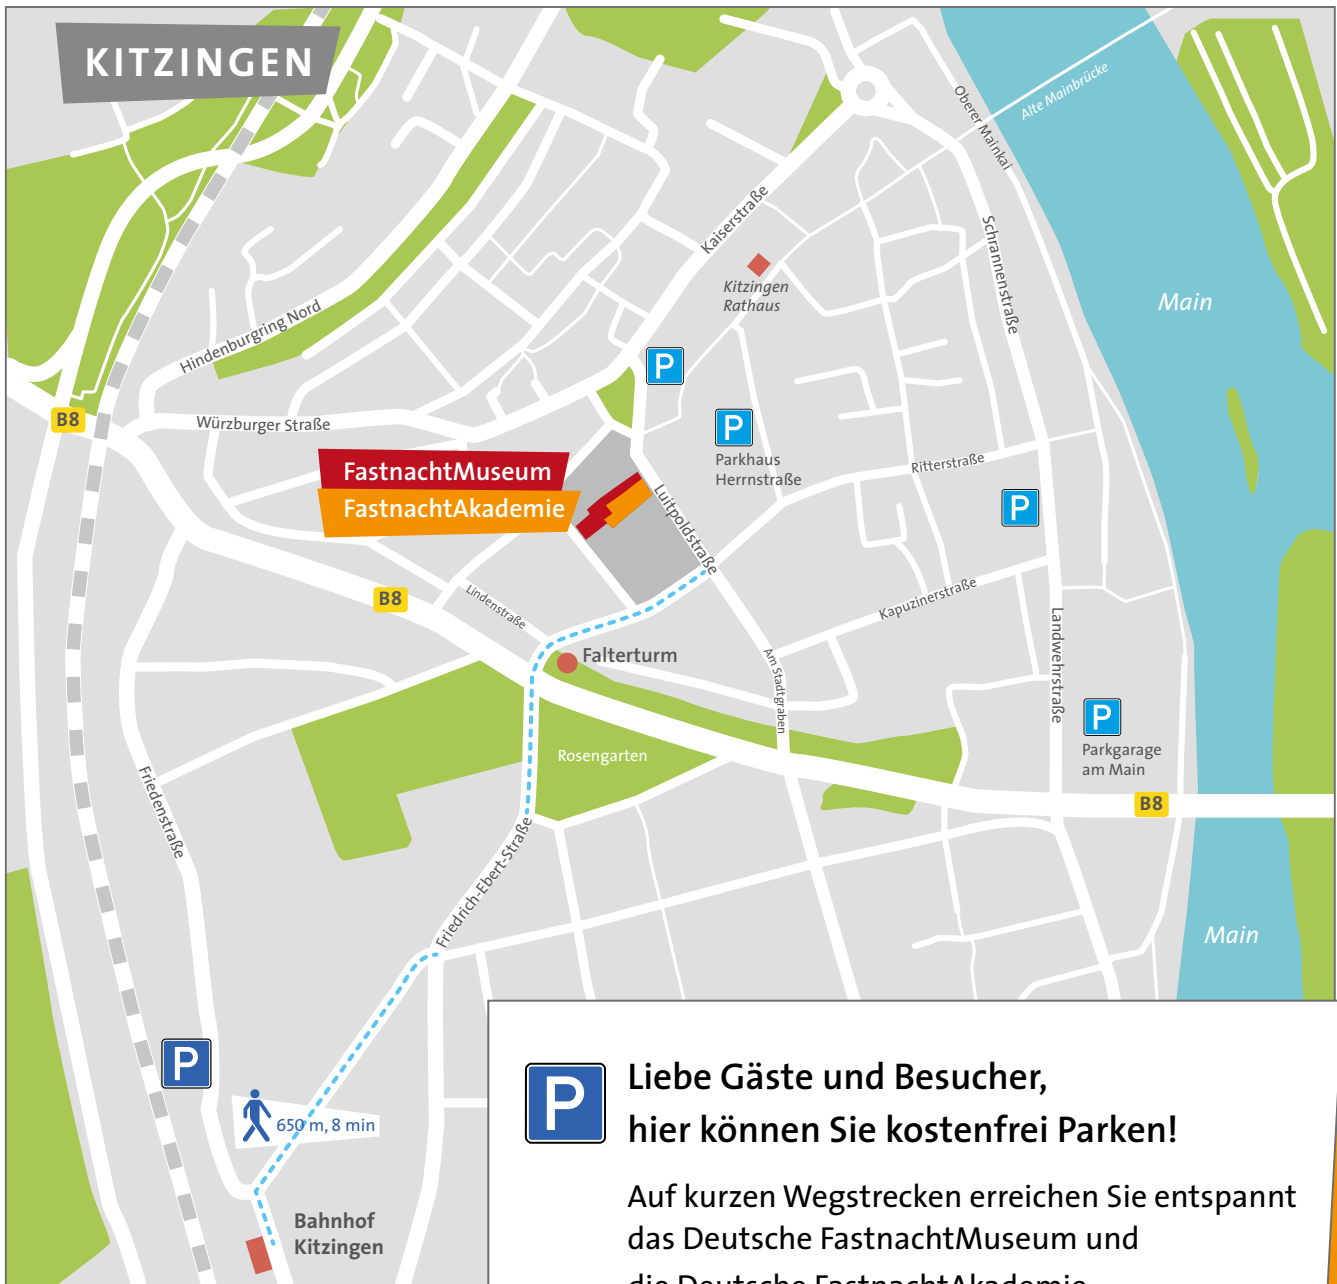 KITZINGEN
Alte Mainbrücke
Oberer Mainkai
Kaiserstraße
Schrannenstraße
Kitzingen
Rathaus
Main
Hindenburgring Nord
P
B8
Würzburger Straße
P
Parkhaus
Herrnstraße
FastnachtMuseum
FastnachtAkademie
Ritterstraße
Luitpoldstraße
P
B8
Lindenstraße
Kapuzinerstraße
Falterturm
Am Stadtgraben
Landwehrstraße
P
Parkgarage
am Main
Rosengarten
B8
Friedenstraße
Friedrich-Ebert-Straße
Main
P
650 m, 8 min
Bahnhof
Kitzingen
P
Liebe Gäste und Besucher,
hier können Sie kostenfrei Parken!
Auf kurzen Wegstrecken erreichen Sie entspannt
das Deutsche FastnachtMuseum und
die Deutsche FastnachtAkademie